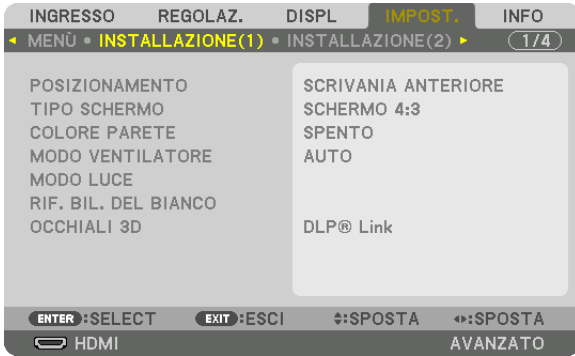 INGRESSO REGOLAZ. DISPL IMPOST. INFO
MENÙ • INSTALLAZIONE(1) • INSTALLAZIONE(2) 1/4
POSIZIONAMENTO SCRIVANIA ANTERIORE
TIPO SCHERMO SCHERMO 4:3
COLORE PARETE SPENTO
MODO VENTILATORE AUTO
MODO LUCE
RIF. BIL. DEL BIANCO
OCCHIALI 3D DLP® Link
ENTER :SELECT EXIT :ESCI :SPOSTA :SPOSTA
HDMI AVANZATO